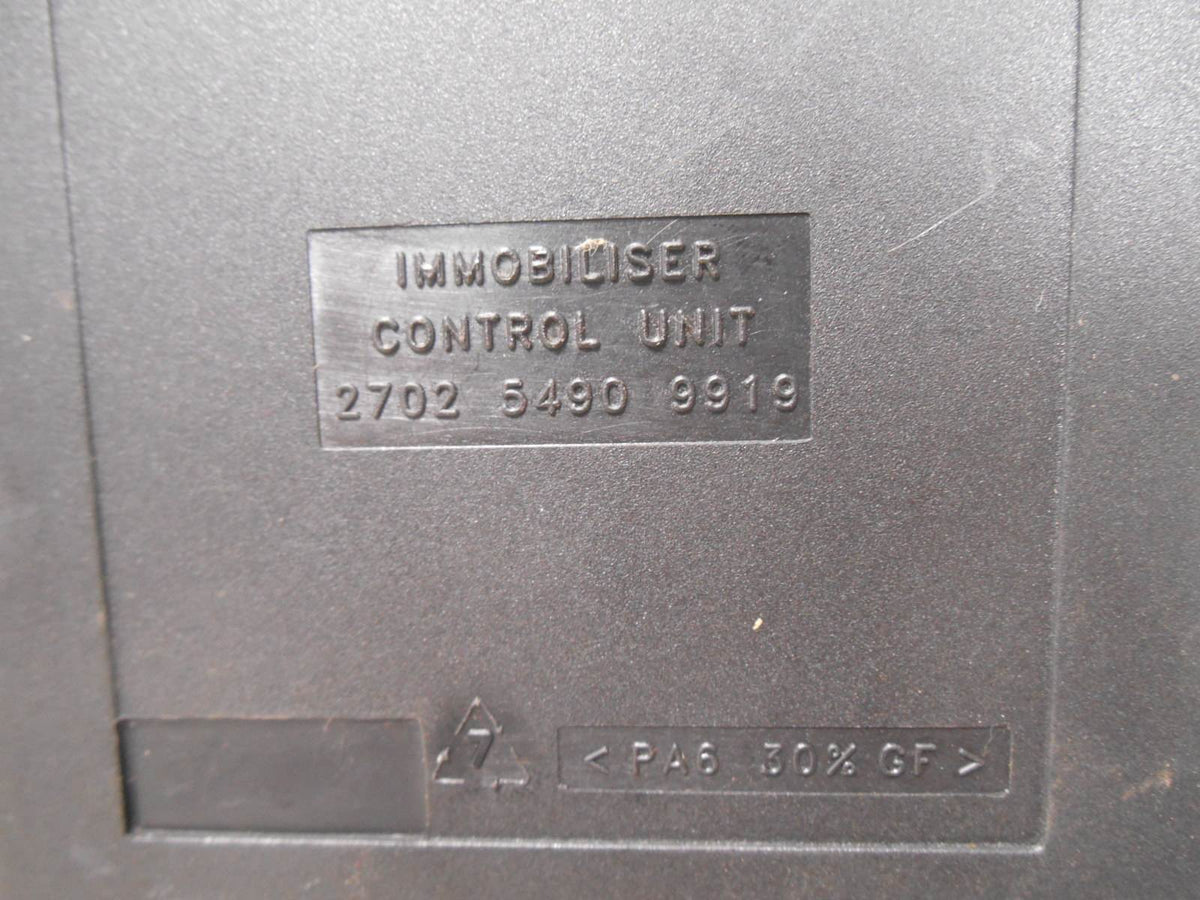 IMMOBILISER
CONTROL UNIT
2702 5490 9919
7
< PA6 30% GF >